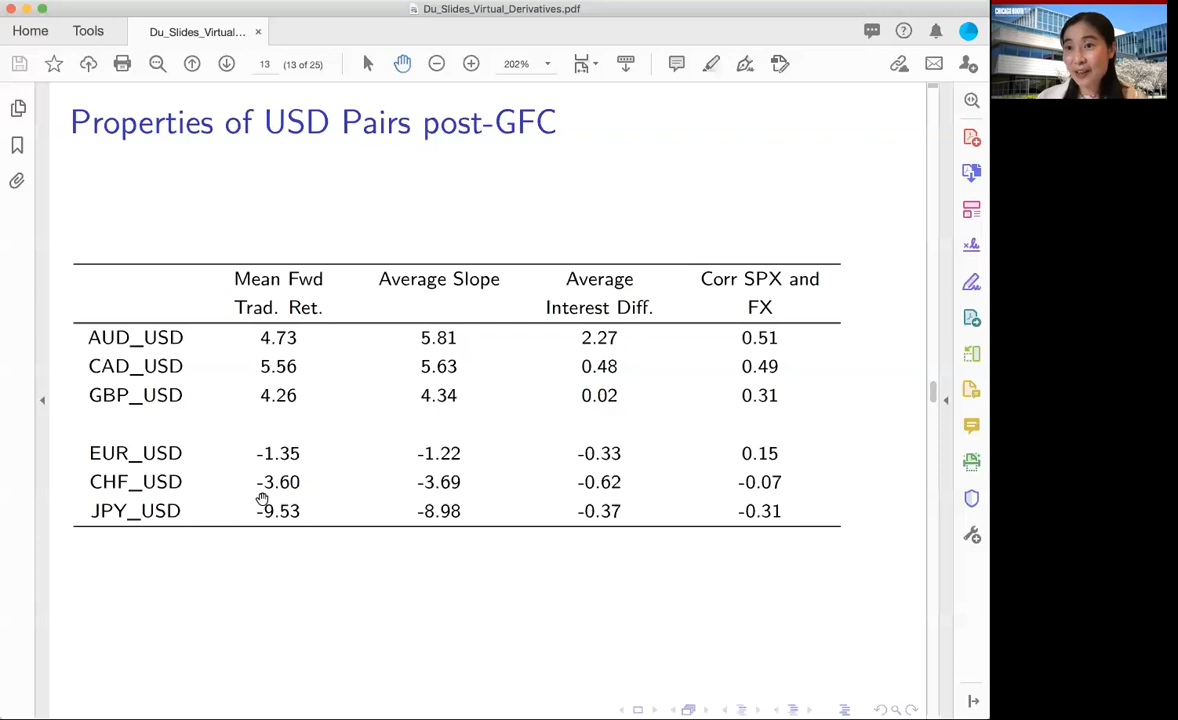 Du_Slides_Virtual_Derivatives.pdf
Home Tools Du_Slides_Virtual... ×
13 (13 of 25) 202%
CHICAGO BOOTH
Properties of USD Pairs post-GFC
Mean Fwd Average Slope Average Corr SPX and
Trad. Ret. Interest Diff. FX
AUD_USD 4.73 5.81 2.27 0.51
CAD_USD 5.56 5.63 0.48 0.49
GBP_USD 4.26 4.34 0.02 0.31
EUR_USD -1.35 -1.22 -0.33 0.15
CHF_USD -3.60 -3.69 -0.62 -0.07
JPY_USD -9.53 -8.98 -0.37 -0.31